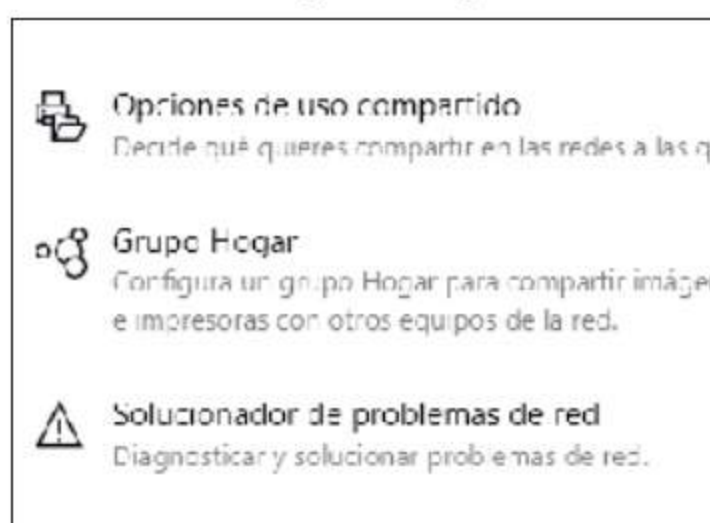 Opciones de uso compartido
Decide qué quieres compartir en las redes a las q
Grupo Hogar
Configura un grupo Hogar para compartir imáge
e impresoras con otros equipos de la red.
Solucionador de problemas de red
Diagnosticar y solucionar problemas de red.